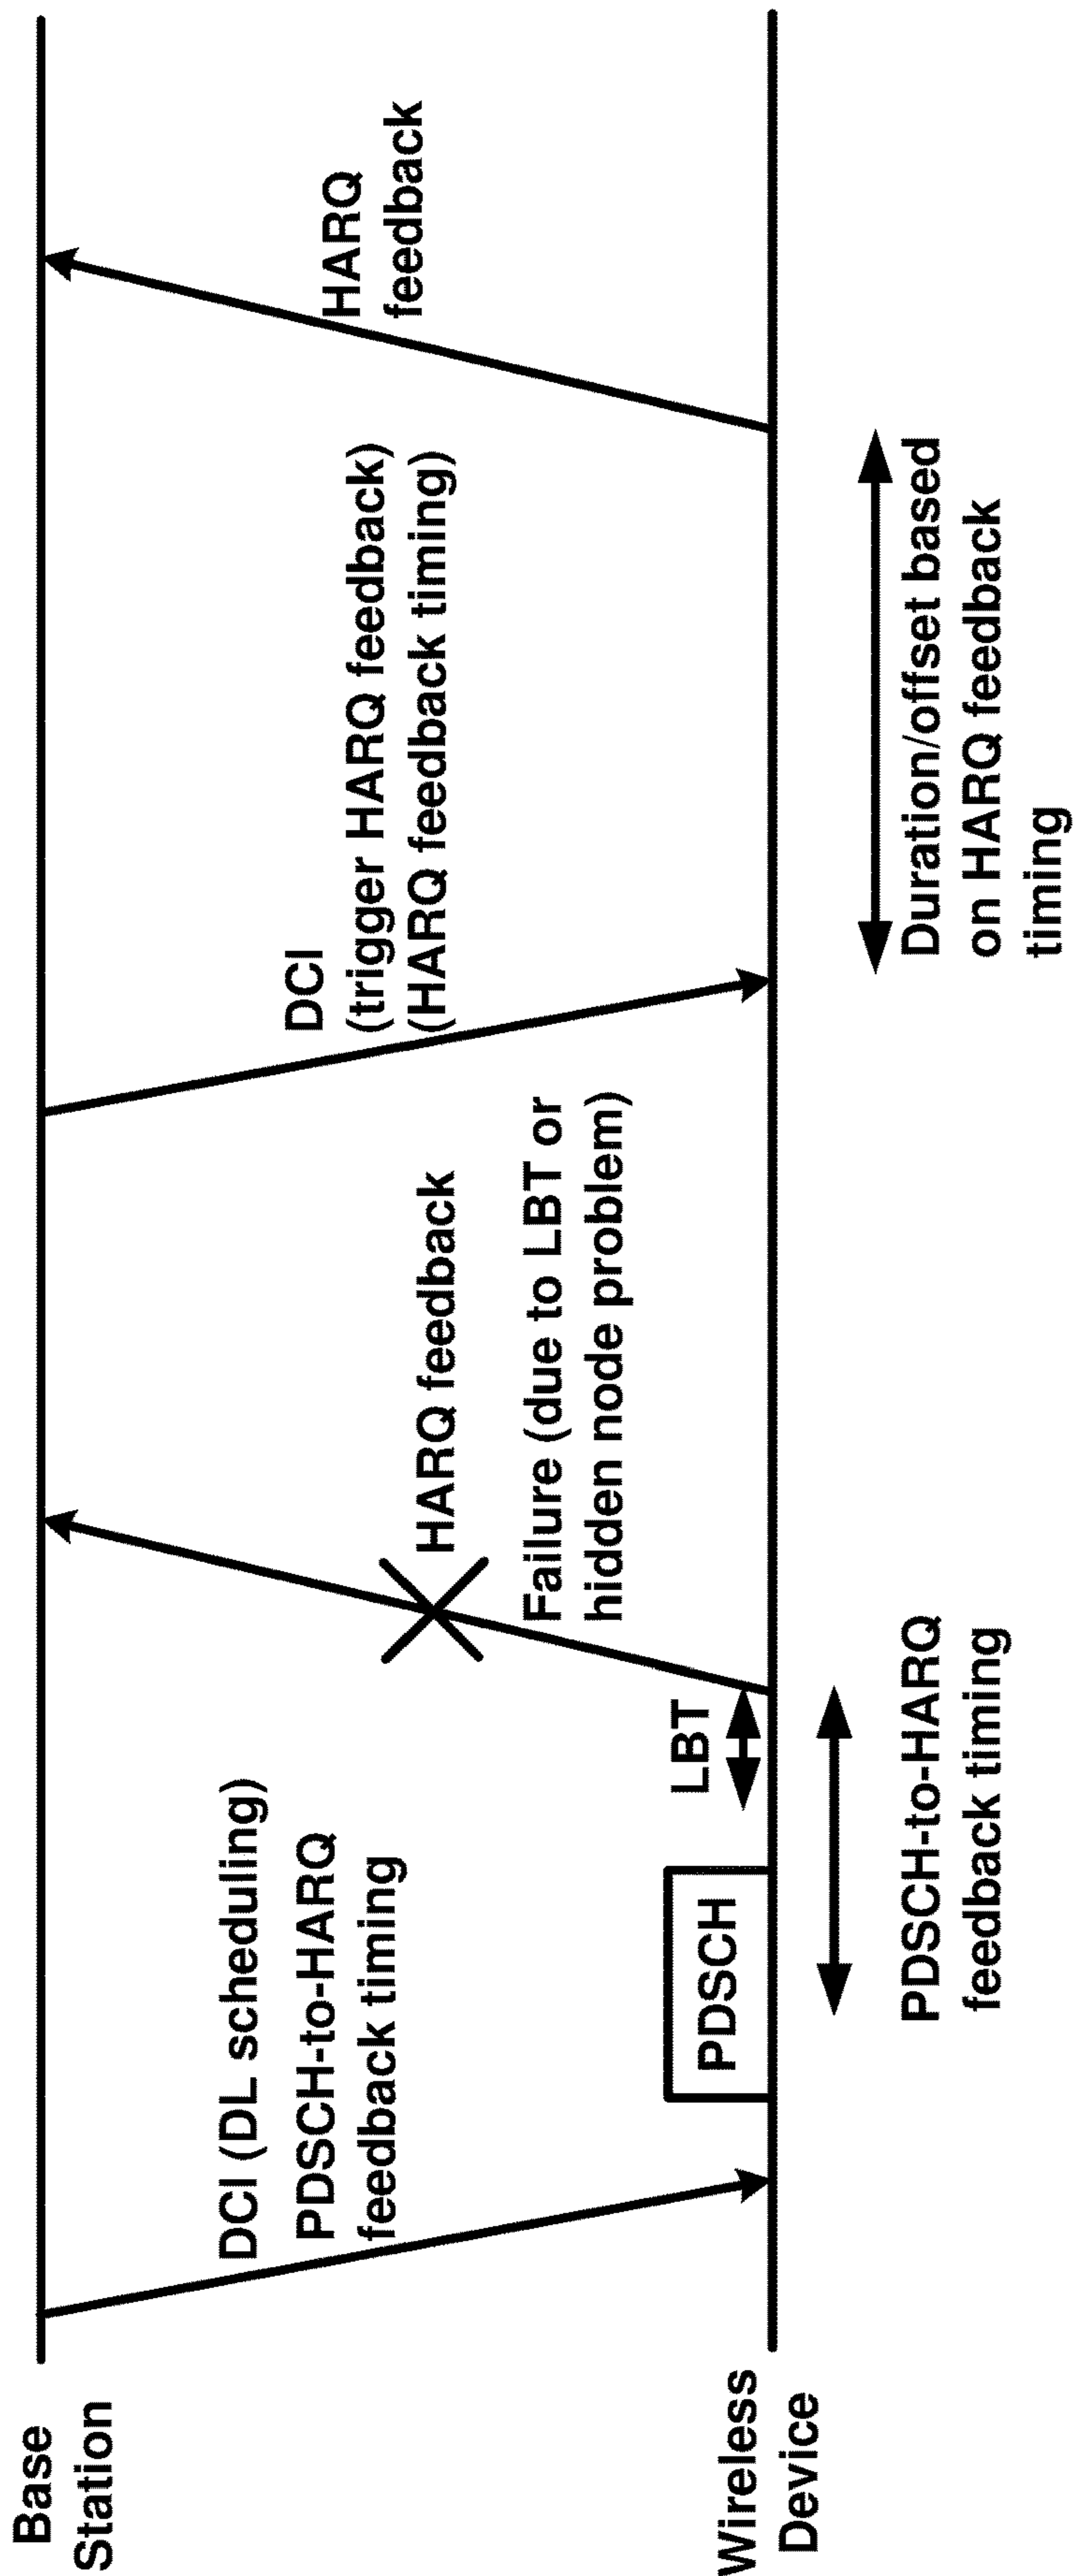 Base
Station
DCI (DL scheduling)
PDSCH-to-HARQ
feedback timing
HARQ feedback
Failure (due to LBT or
hidden node problem)
DCI
(trigger HARQ feedback)
(HARQ feedback timing)
HARQ
feedback
Wireless
Device
PDSCH
LBT
PDSCH-to-HARQ
feedback timing
Duration/offset based
on HARQ feedback
timing